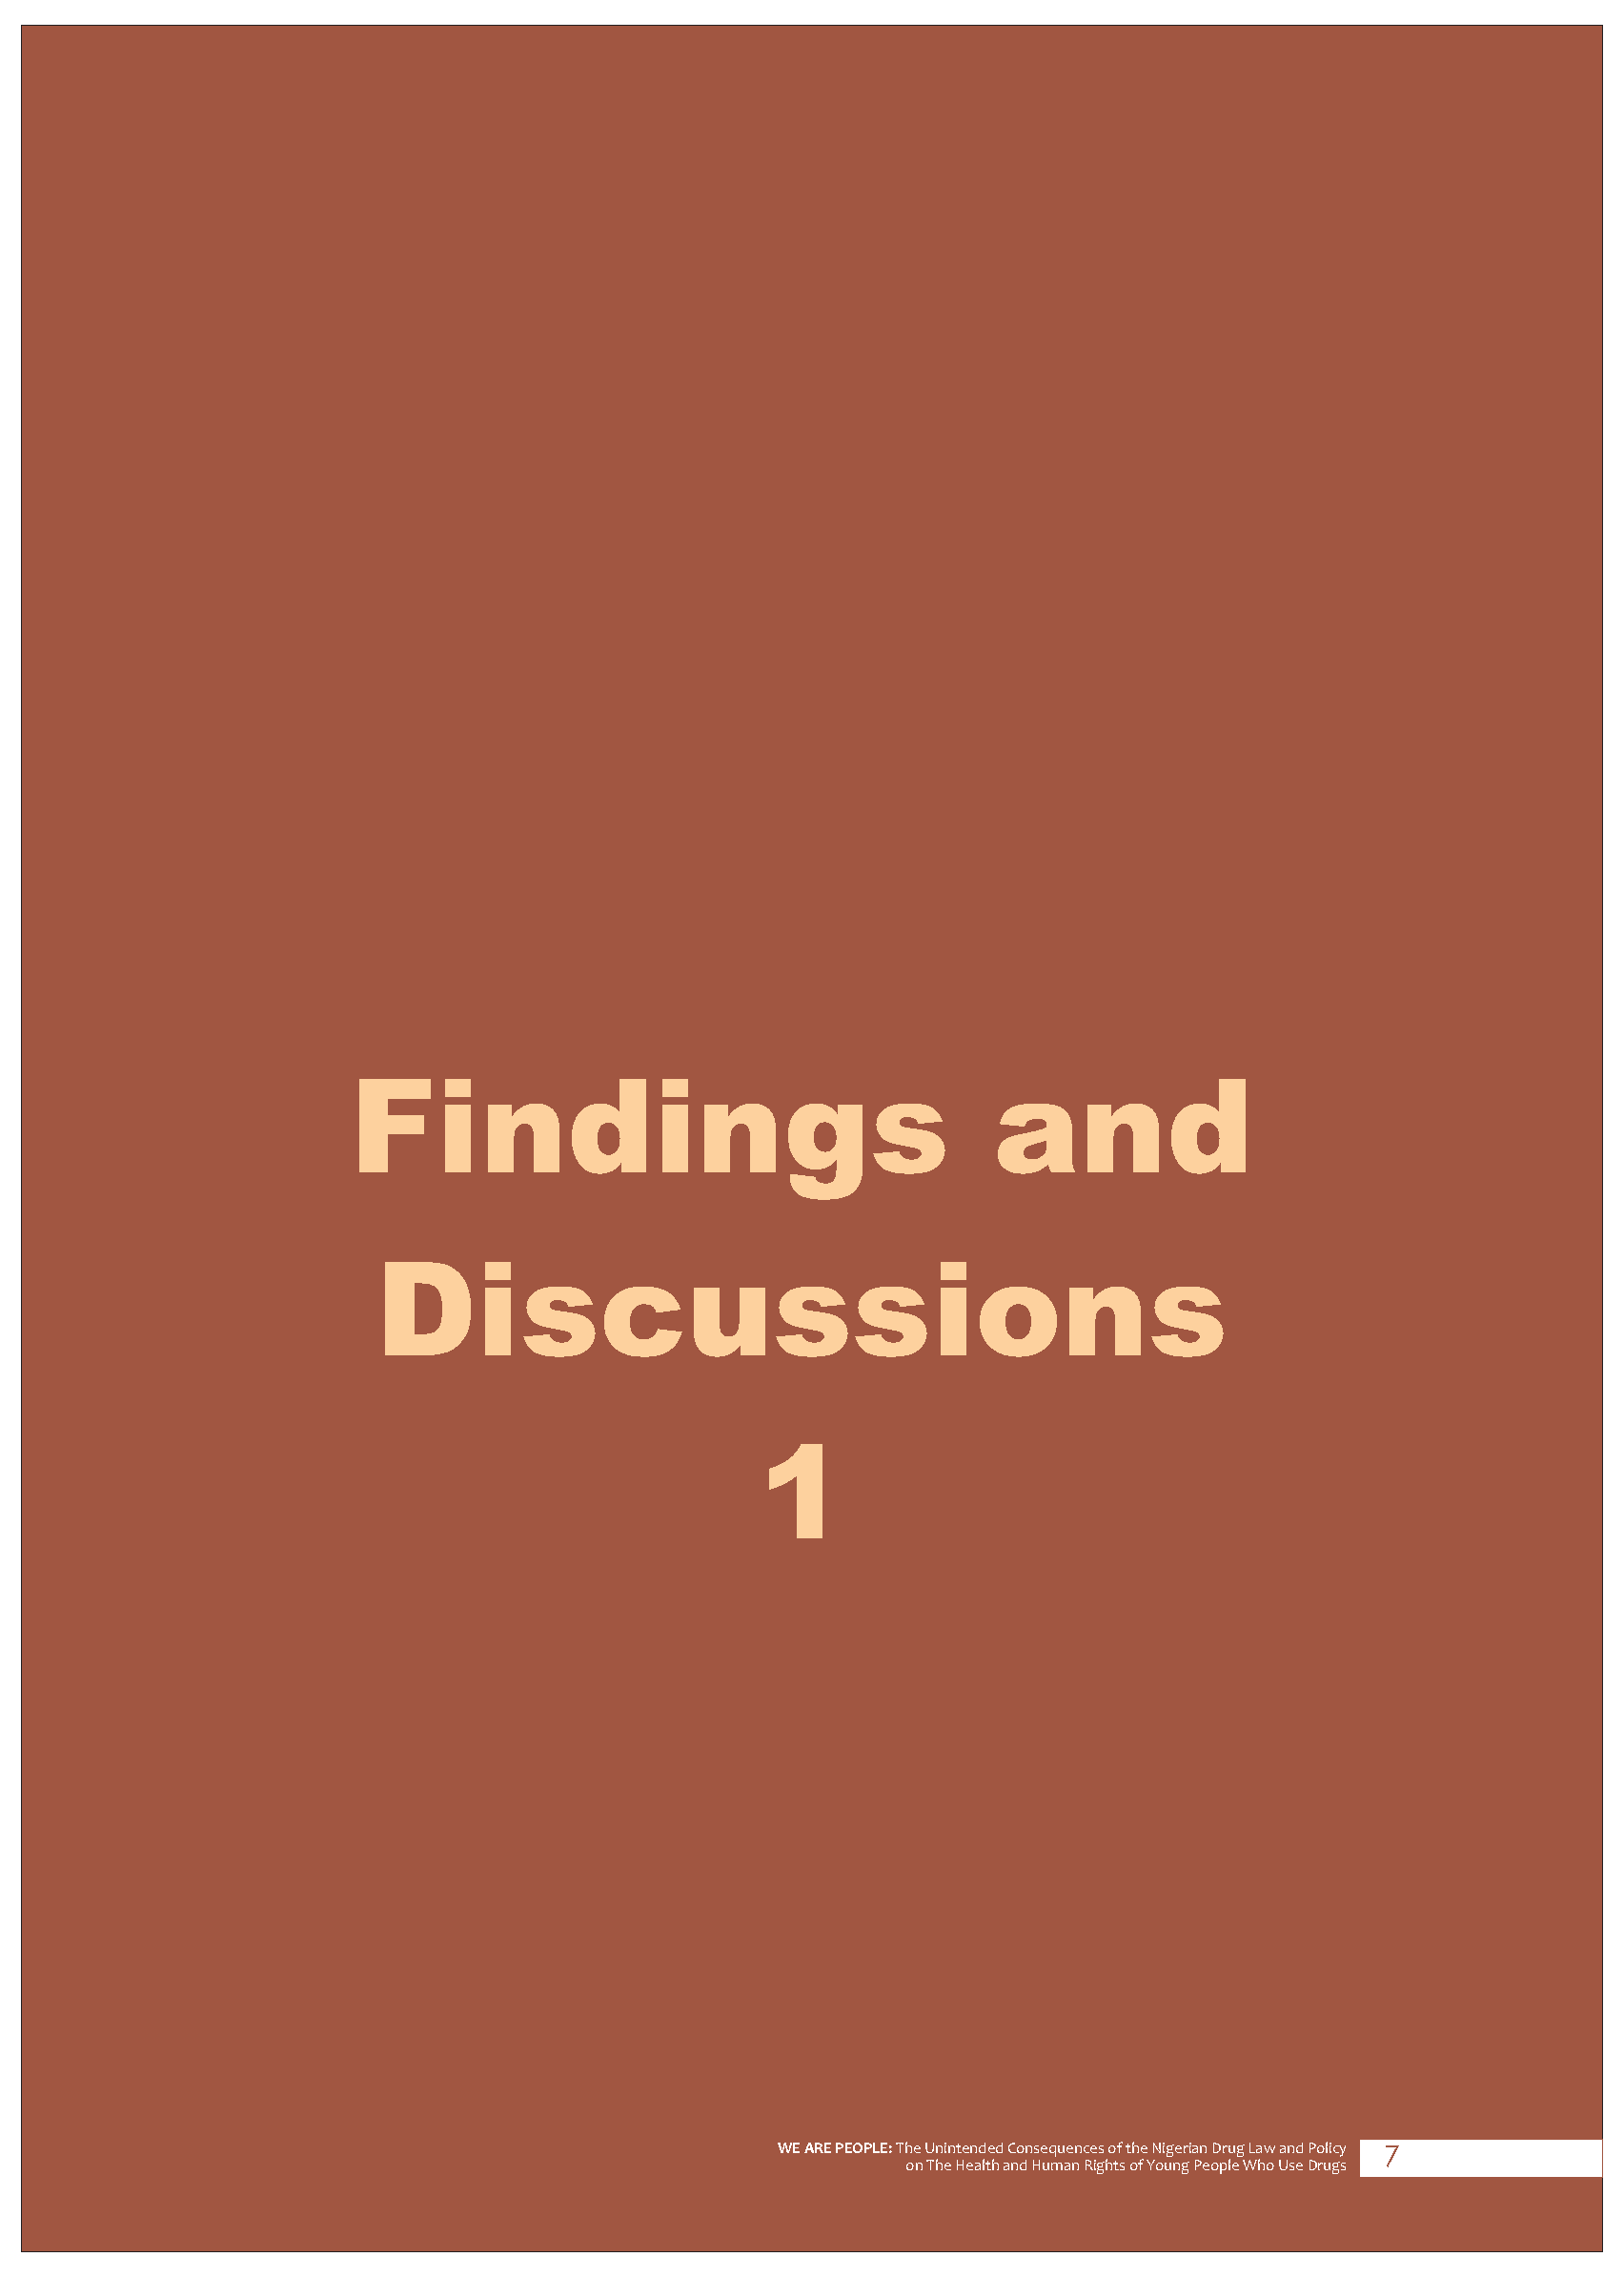 Findings and
Discussions
1
WE ARE PEOPLE: The Unintended Consequences of the Nigerian Drug Law and Policy
on The Health and Human Rights of Young People Who Use Drugs
7